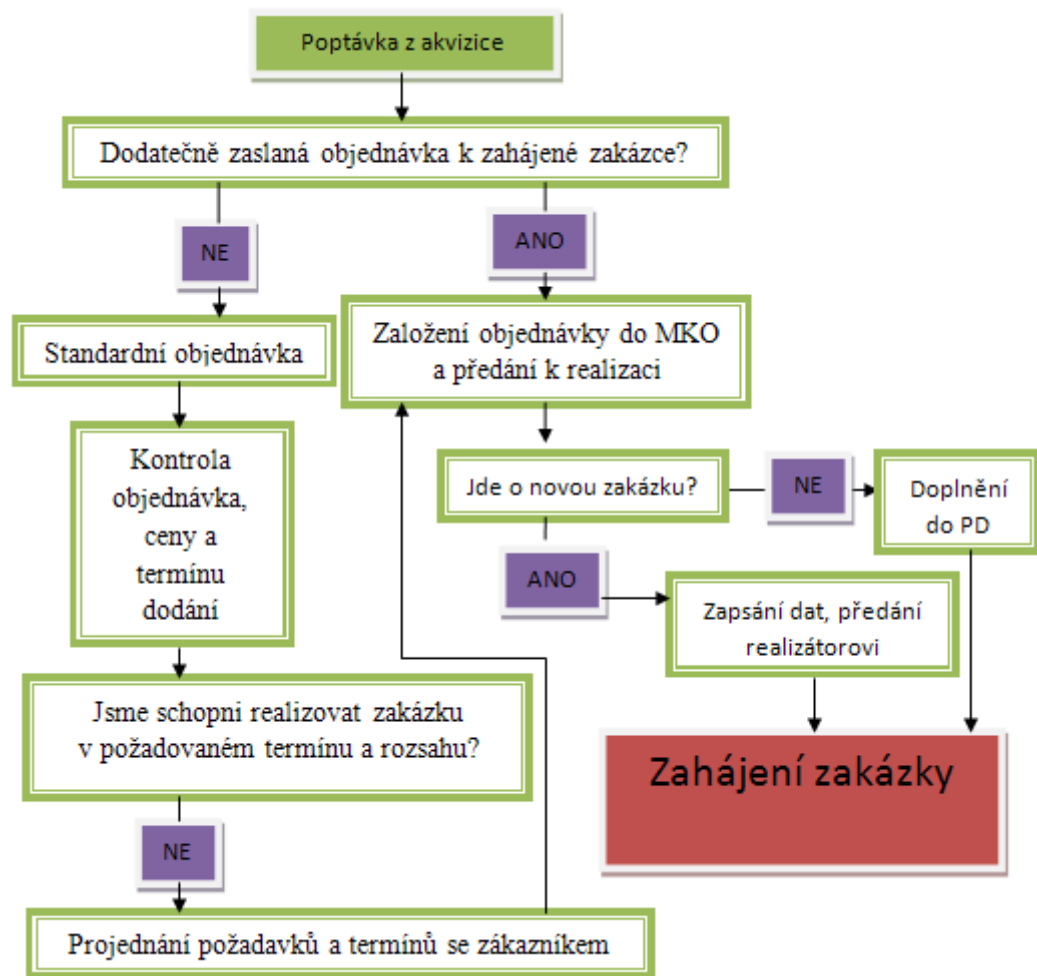 Poptávka z akvizice
Dodatečně zaslaná objednávka k zahájené zakázce?
NE
ANO
Standardní objednávka
Založení objednávky do MKO
a předání k realizaci
Kontrola
objednávka,
ceny a
termínu
dodání
Jde o novou zakázku?
NE
Doplnění
do PD
ANO
Zapsání dat, předání
realizátorovi
Jsme schopni realizovat zakázku
v požadovaném termínu a rozsahu?
Zahájení zakázky
NE
Projednání požadavků a termínů se zákazníkem